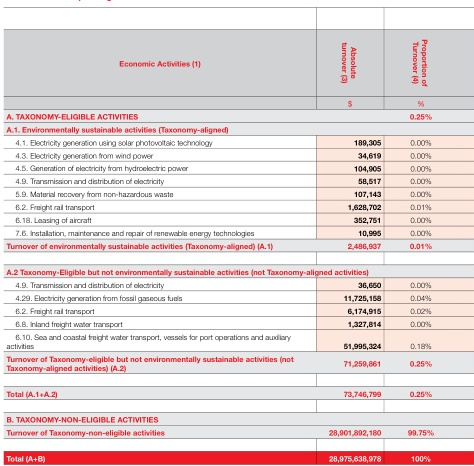 Economic Activities (1) Absolute turnover (3) Proportion of Turnover (4)
$ %
A. TAXONOMY-ELIGIBLE ACTIVITIES 0.25%
A.1. Environmentally sustainable activities (Taxonomy-aligned)
4.1. Electricity generation using solar photovoltaic technology 189,305 0.00%
4.3. Electricity generation from wind power 34,619 0.00%
4.5. Generation of electricity from hydroelectric power 104,905 0.00%
4.9. Transmission and distribution of electricity 58,517 0.00%
5.9. Material recovery from non-hazardous waste 107,143 0.00%
6.2. Freight rail transport 1,628,702 0.01%
6.18. Leasing of aircraft 352,751 0.00%
7.6. Installation, maintenance and repair of renewable energy technologies 10,995 0.00%
Turnover of environmentally sustainable activities (Taxonomy-aligned) (A.1) 2,486,937 0.01%
A.2 Taxonomy-Eligible but not environmentally sustainable activities (not Taxonomy-aligned activities)
4.9. Transmission and distribution of electricity 36,650 0.00%
4.29. Electricity generation from fossil gaseous fuels 11,725,158 0.04%
6.2. Freight rail transport 6,174,915 0.02%
6.8. Inland freight water transport 1,327,814 0.00%
6.10. Sea and coastal freight water transport, vessels for port operations and auxiliary
activities 51,995,324 0.18%
Turnover of Taxonomy-eligible but not environmentally sustainable activities (not
Taxonomy-aligned activities) (A.2) 71,259,861 0.25%
Total (A.1+A.2) 73,746,799 0.25%
B. TAXONOMY-NON-ELIGIBLE ACTIVITIES
Turnover of Taxonomy-non-eligible activities 28,901,892,180 99.75%
Total (A+B) 28,975,638,978 100%